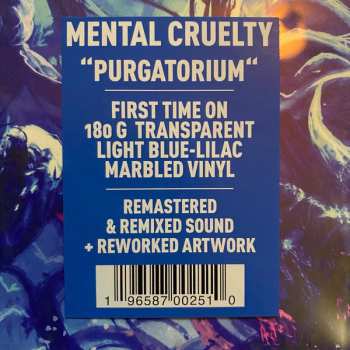 MENTAL CRUELTY
“PURGATORIUM“
FIRST TIME ON
180 G TRANSPARENT
LIGHT BLUE-LILAC
MARBLED VINYL
REMASTERED
& REMIXED SOUND
+ REWORKED ARTWORK
1 96587 00251 0